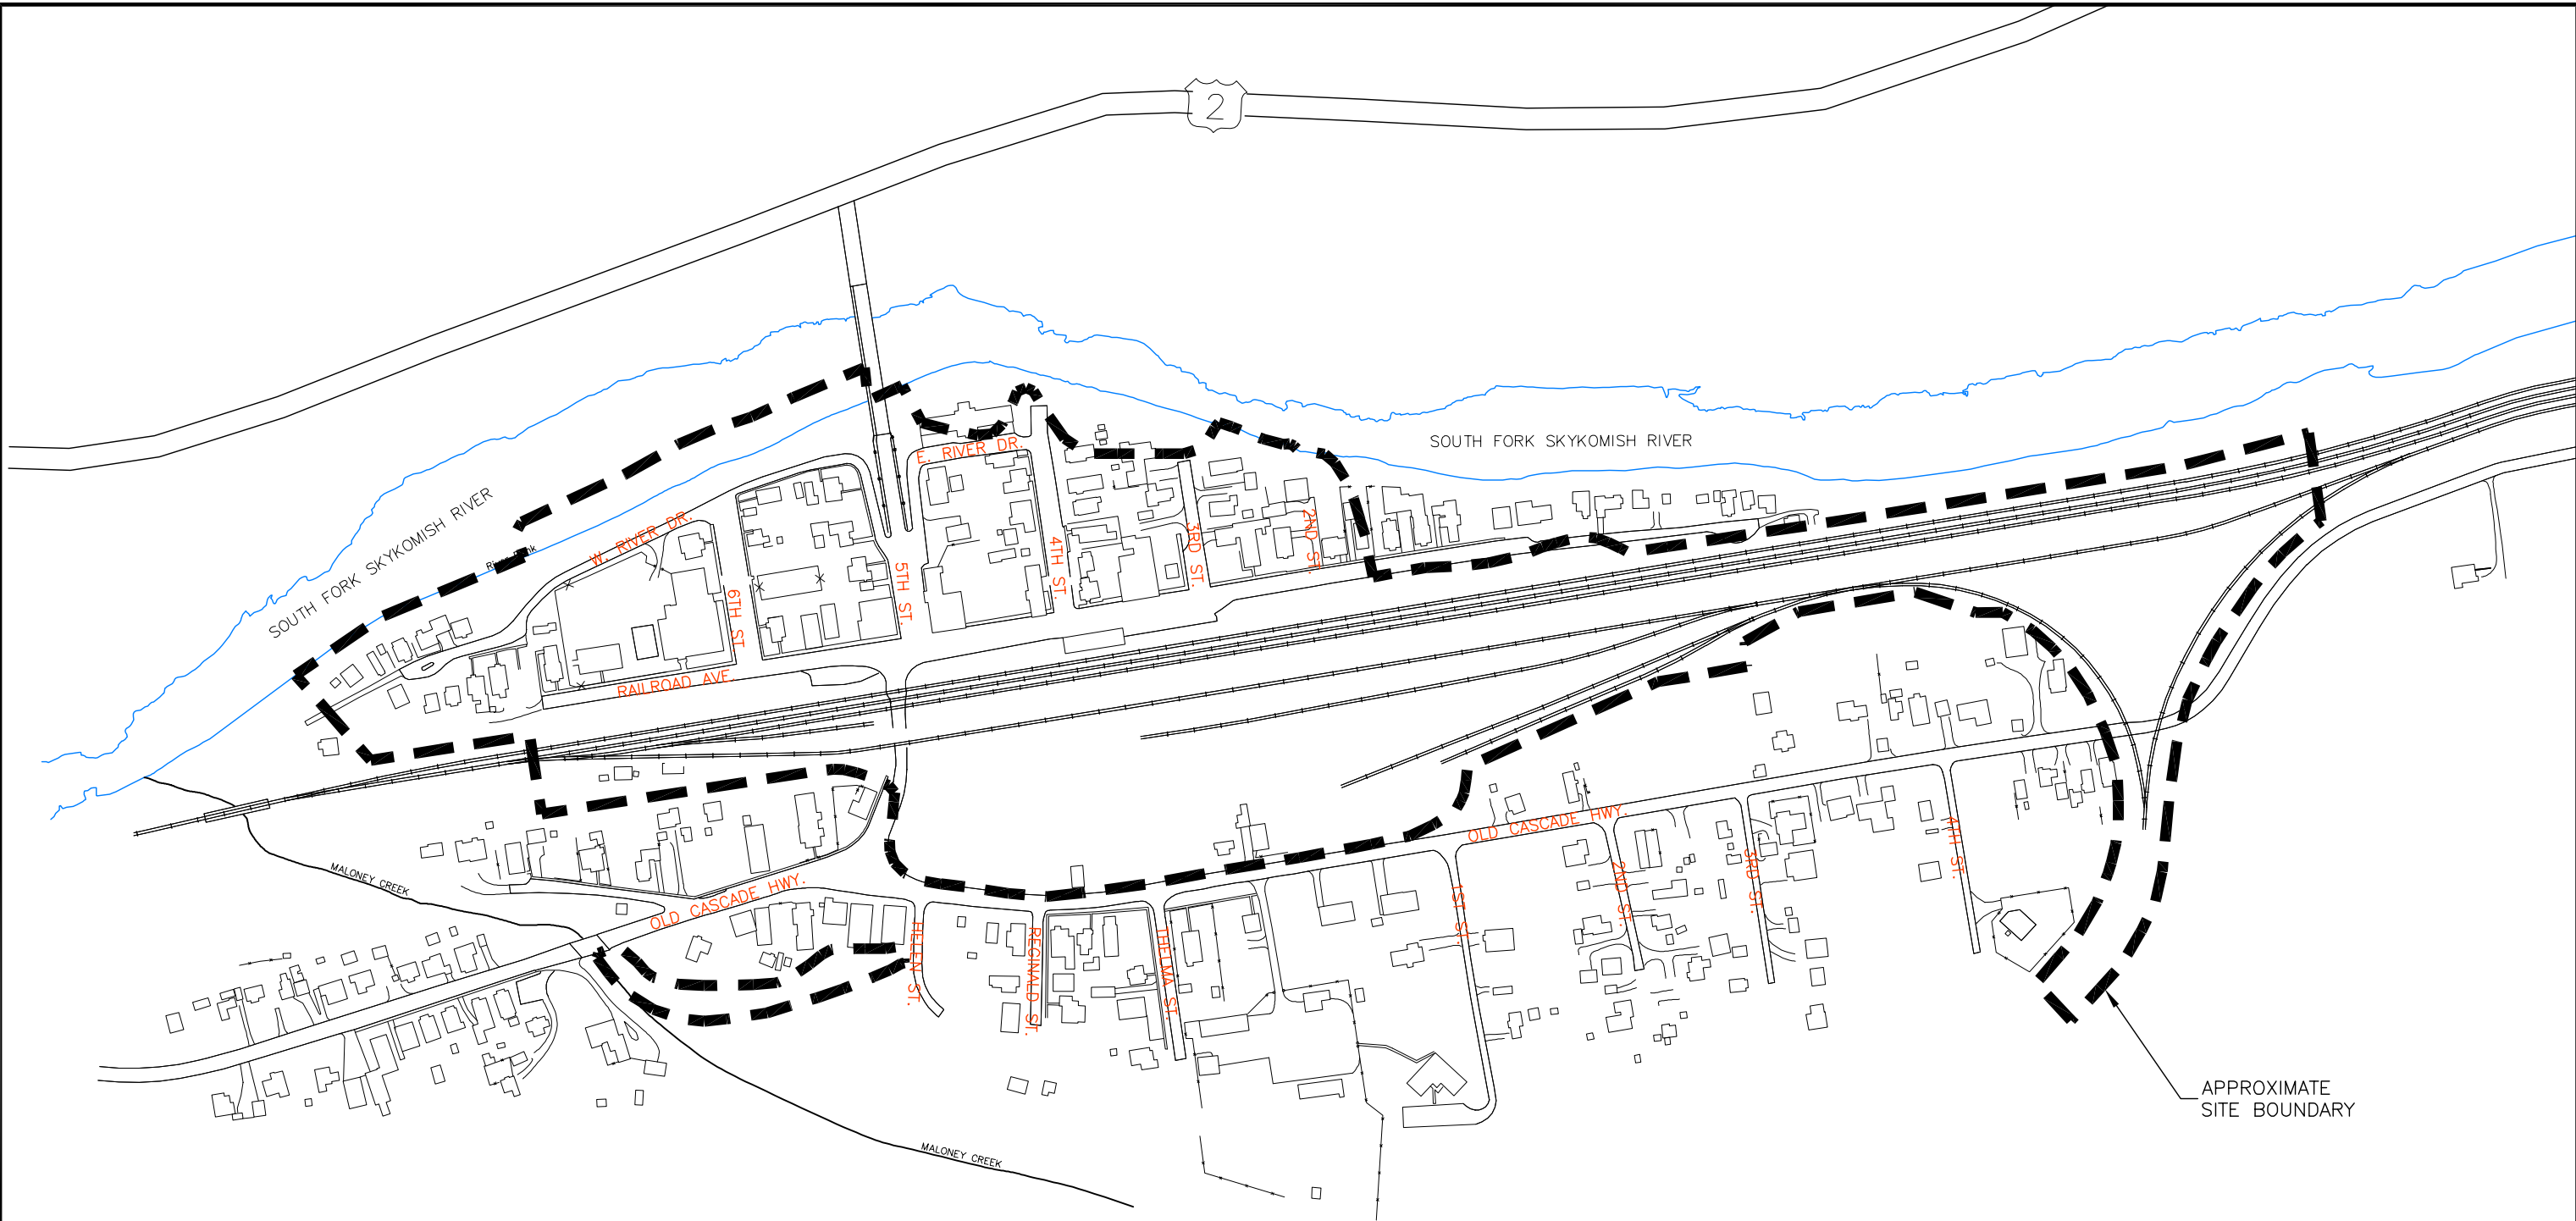 2
SOUTH FORK SKYKOMISH RIVER
SOUTH FORK SKYKOMISH RIVER
E. RIVER DR.
W. RIVER DR.
2ND ST.
3RD ST.
4TH ST.
5TH ST.
6TH ST.
RAILROAD AVE.
OLD CASCADE HWY.
4TH ST.
3RD ST.
2ND ST.
1ST ST.
MALONEY CREEK
OLD CASCADE HWY.
HELEN ST.
REGINALD ST.
THELMA ST.
APPROXIMATE
SITE BOUNDARY
MALONEY CREEK